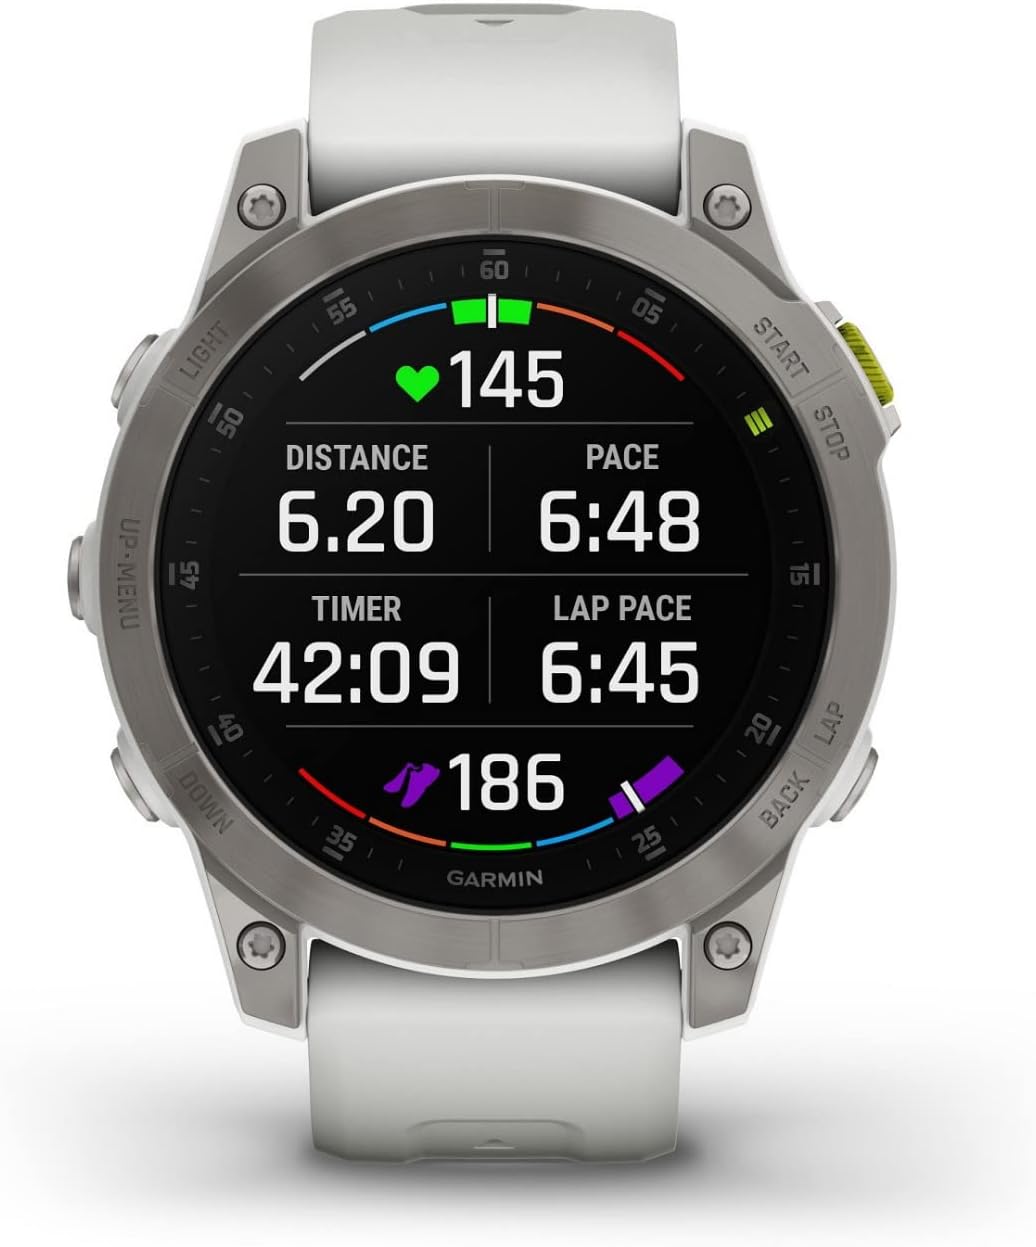 60
55
05
LIGHT
START
145
50
STOP
DISTANCE
PACE
6.20
6:48
UP·MENU
45
15
TIMER
LAP PACE
42:09
6:45
40
20
LAP
186
DOWN
BACK
35
25
GARMIN